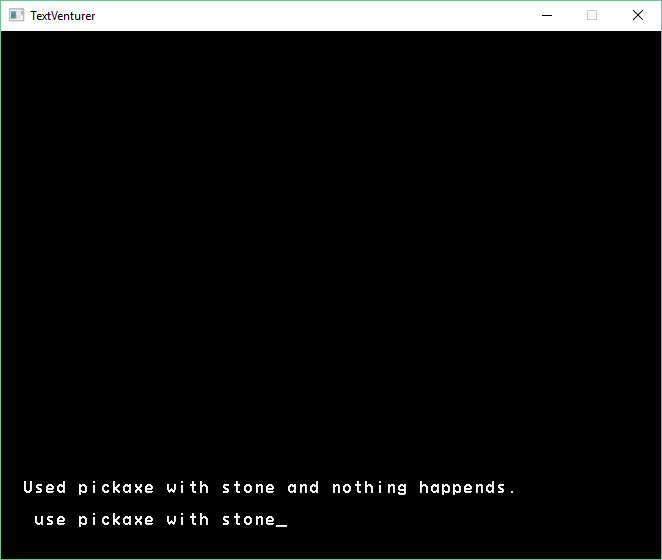 TextVenturer
Used pickaxe with stone and nothing happends.
use pickaxe with stone_